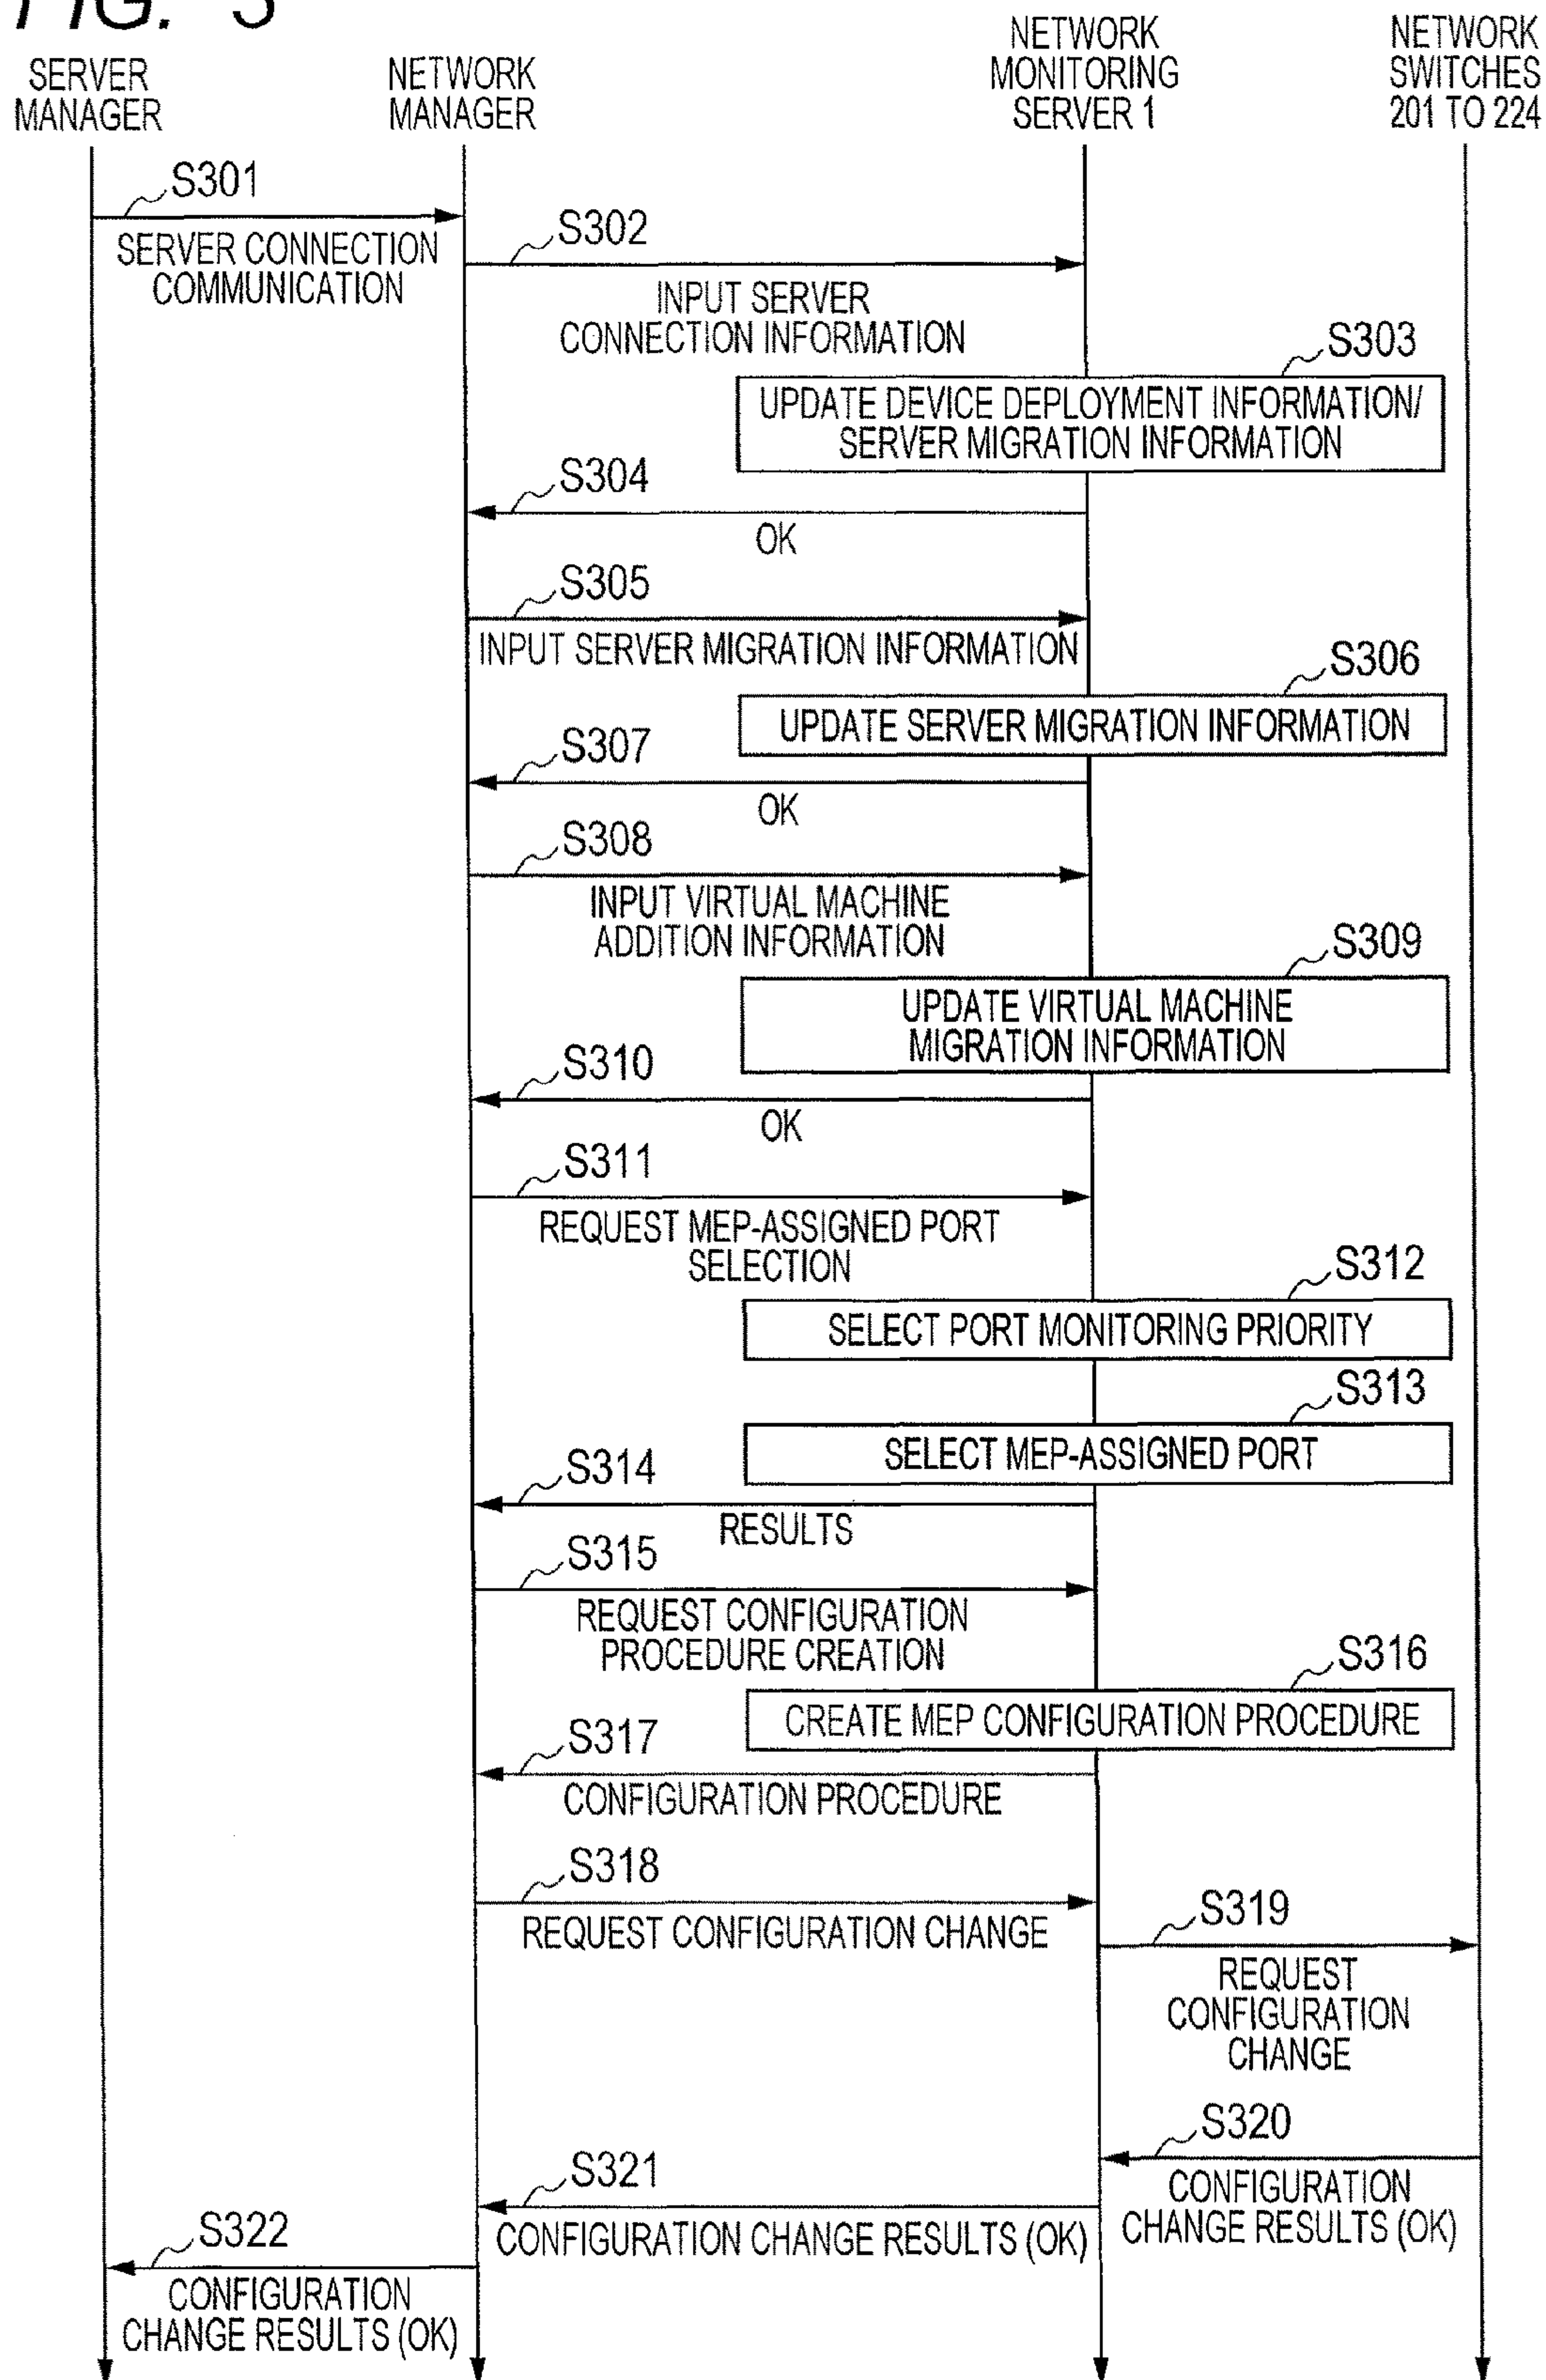 FIG. 3
SERVER
MANAGER
NETWORK
MANAGER
NETWORK
MONITORING
SERVER 1
NETWORK
SWITCHES
201 TO 224
S301
SERVER CONNECTION
COMMUNICATION
S302
INPUT SERVER
CONNECTION INFORMATION
S303
UPDATE DEVICE DEPLOYMENT INFORMATION/
SERVER MIGRATION INFORMATION
S304
OK
S305
INPUT SERVER MIGRATION INFORMATION
S306
UPDATE SERVER MIGRATION INFORMATION
S307
OK
S308
INPUT VIRTUAL MACHINE
ADDITION INFORMATION
S309
UPDATE VIRTUAL MACHINE
MIGRATION INFORMATION
S310
OK
S311
REQUEST MEP-ASSIGNED PORT
SELECTION
S312
SELECT PORT MONITORING PRIORITY
S313
SELECT MEP-ASSIGNED PORT
S314
RESULTS
S315
REQUEST CONFIGURATION
PROCEDURE CREATION
S316
CREATE MEP CONFIGURATION PROCEDURE
S317
CONFIGURATION PROCEDURE
S318
REQUEST CONFIGURATION CHANGE
S319
REQUEST
CONFIGURATION
CHANGE
S320
CONFIGURATION
CHANGE RESULTS (OK)
S321
CONFIGURATION CHANGE RESULTS (OK)
S322
CONFIGURATION
CHANGE RESULTS (OK)